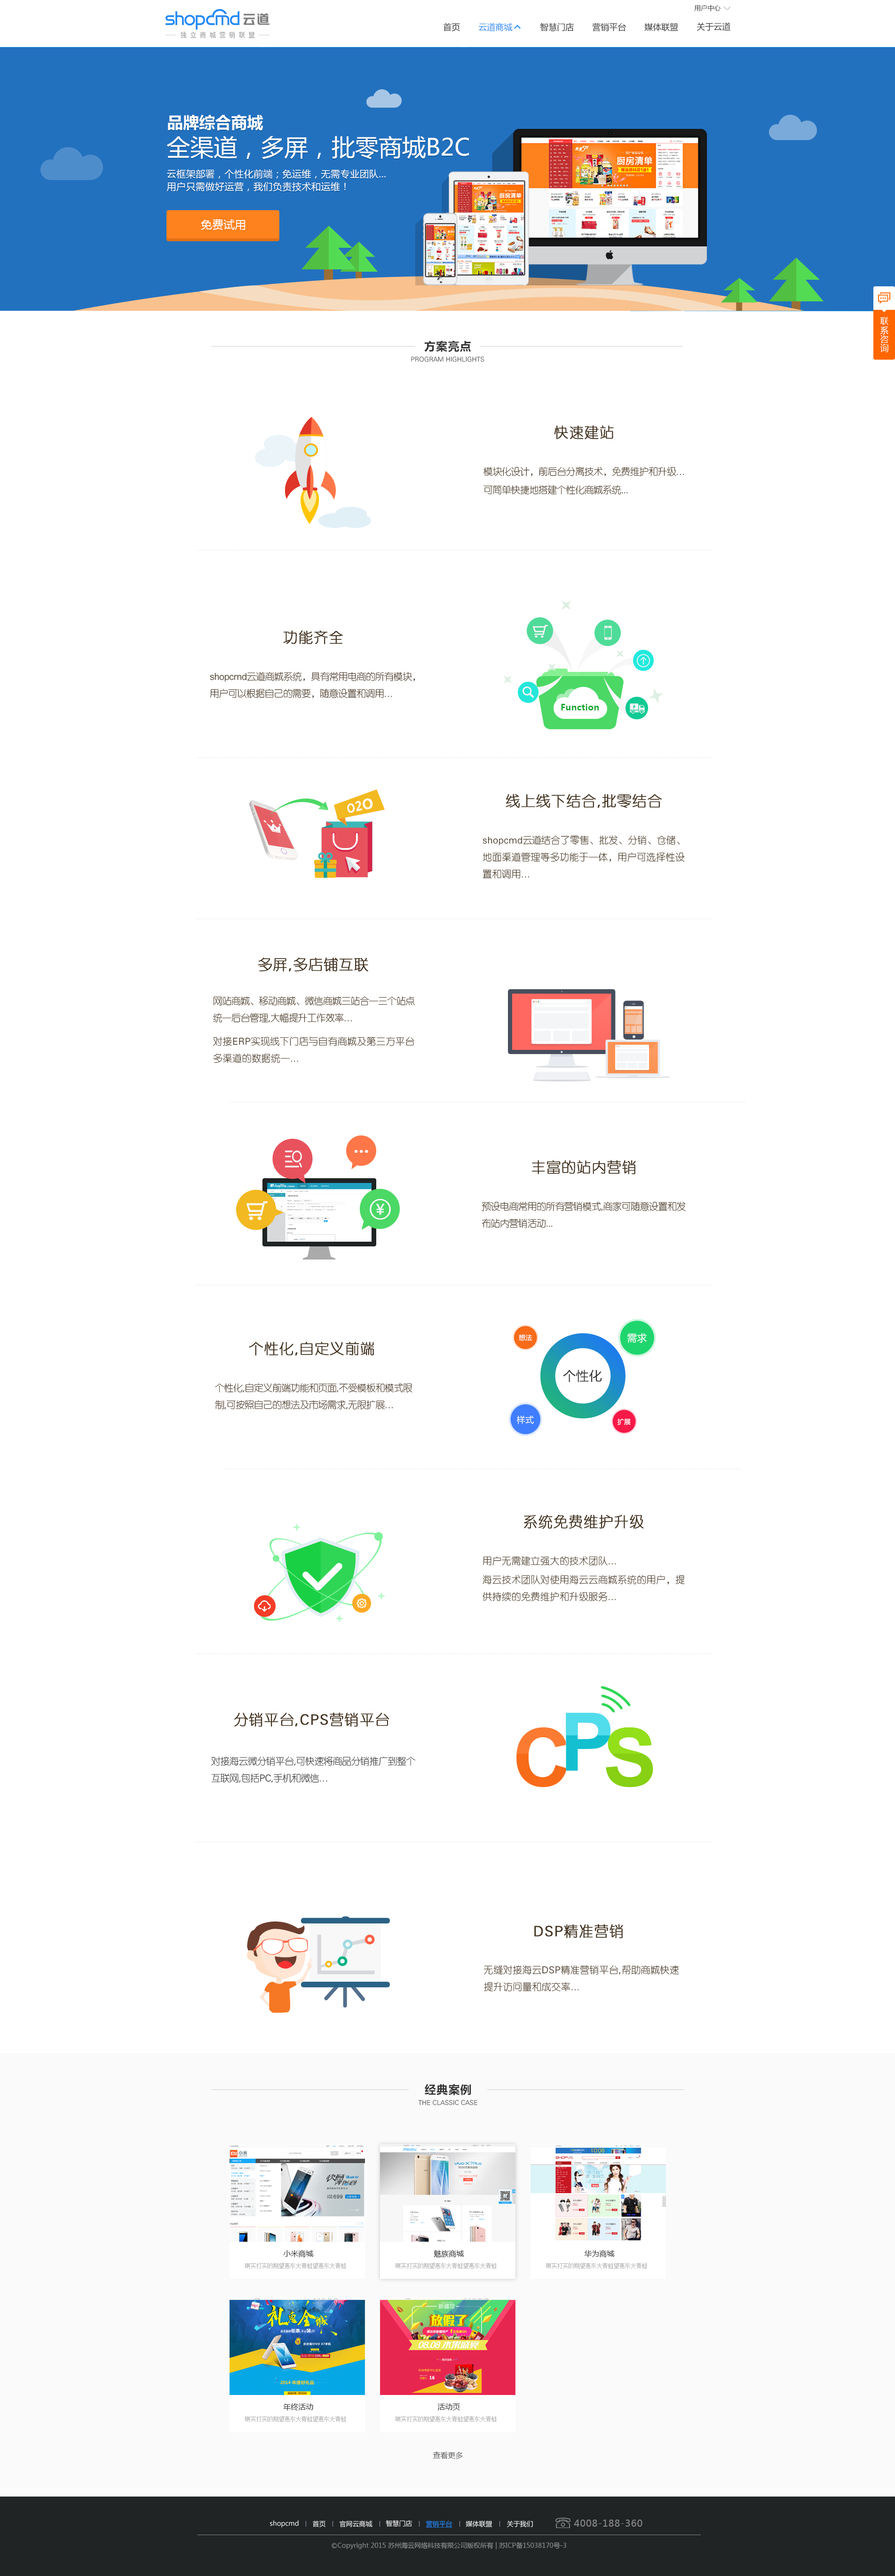 shopcmd 云道
独立商城营销联盟
用户中心
首页
云道商城
智慧门店
营销平台
媒体联盟
关于云道
品牌综合商城
全渠道，多屏，批零商城B2C
云框架部署，个性化前端；免运维，无需专业团队...
用户只需做好运营，我们负责技术和运维！
免费试用
厨房清单
厨房清单
联系咨询
方案亮点
PROGRAM HIGHLIGHTS
快速建站
模块化设计，前后台分离技术，免费维护和升级...
可简单快捷地搭建个性化商城系统...
功能齐全
shopcmd云道商城系统，具有常用电商的所有模块，
用户可以根据自己的需要，随意设置和调用...
Function
O2O
线上线下结合,批零结合
shopcmd云道结合了零售、批发、分销、仓储、
地面渠道管理等多功能于一体，用户可选择性设
置和调用...
多屏,多店铺互联
网站商城、移动商城、微信商城三站合一三个站点
统一后台管理,大幅提升工作效率...
对接ERP实现线下门店与自有商城及第三方平台
多渠道的数据统一...
丰富的站内营销
预设电商常用的所有营销模式,商家可随意设置和发
布站内营销活动...
个性化,自定义前端
个性化,自定义前端功能和页面,不受模板和模式限
制,可按照自己的想法及市场需求,无限扩展...
想法
需求
个性化
样式
扩展
系统免费维护升级
用户无需建立强大的技术团队...
海云技术团队对使用海云云商城系统的用户，提
供持续的免费维护和升级服务...
分销平台,CPS营销平台
对接海云微分销平台,可快速将商品分销推广到整个
互联网,包括PC,手机和微信...
CPS
DSP精准营销
无缝对接海云DSP精准营销平台,帮助商城快速
提升访问量和成交率...
经典案例
THE CLASSIC CASE
小米商城
魅族商城
华为商城
放假了
年终活动
活动页
查看更多
shopcmd | 首页 | 官网云商城 | 智慧门店 | 营销平台 | 媒体联盟 | 关于我们
4008-188-360
©Copyright 2015 苏州海云网络科技有限公司版权所有 | 苏ICP备15038170号-3